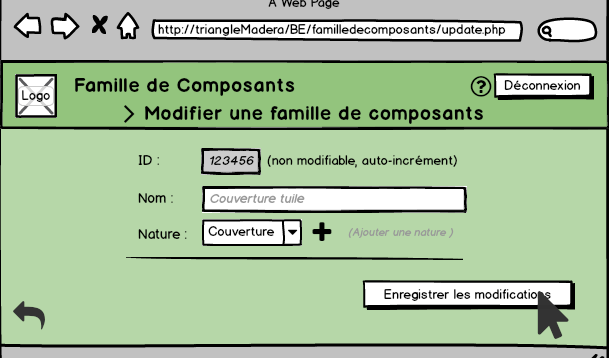 A Web Page
http://triangleMadera/BE/familledecomposants/update.php
Logo
Famille de Composants
? Déconnexion
> Modifier une famille de composants
ID : 123456 (non modifiable, auto-incrément)
Nom : Couverture tuile
Nature : Couverture (Ajouter une nature )
Enregistrer les modifications